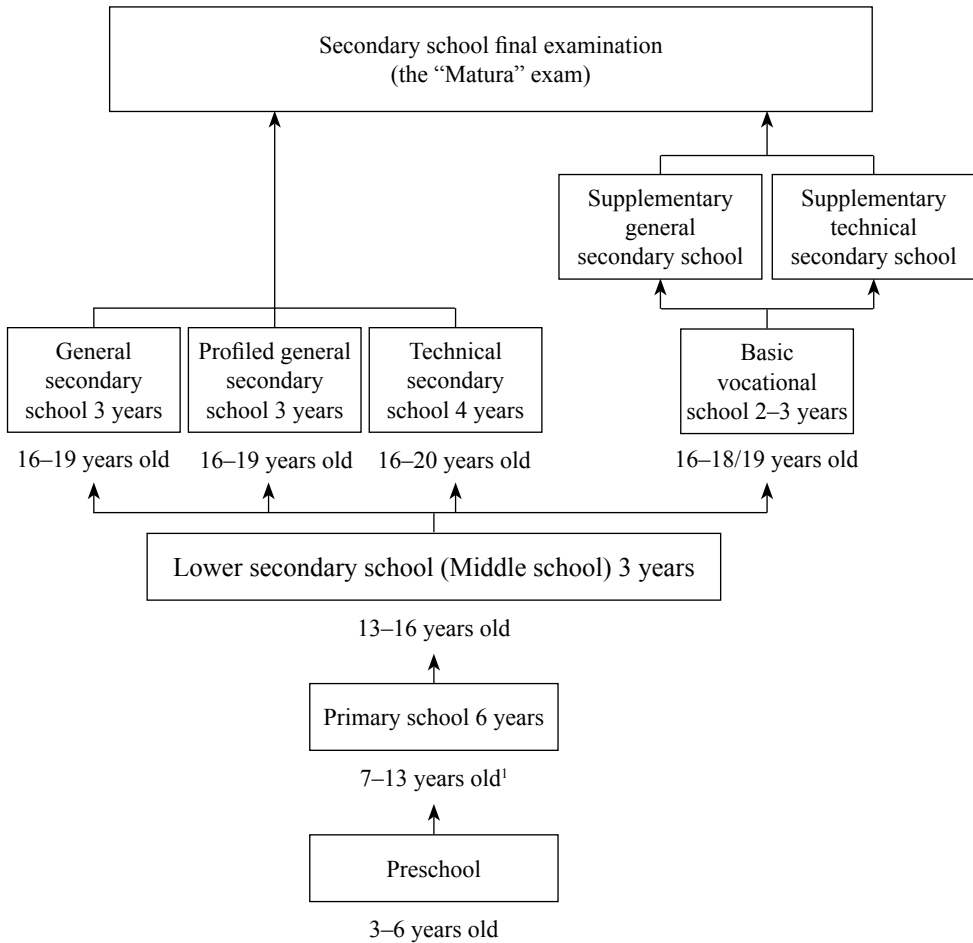 Secondary school final examination
(the “Matura” exam)
Supplementary
general
secondary school
Supplementary
technical
secondary school
General
secondary
school 3 years
Profiled general
secondary
school 3 years
Technical
secondary
school 4 years
Basic
vocational
school 2–3 years
16–19 years old
16–19 years old
16–20 years old
16–18/19 years old
Lower secondary school (Middle school) 3 years
13–16 years old
Primary school 6 years
7–13 years old¹
Preschool
3–6 years old